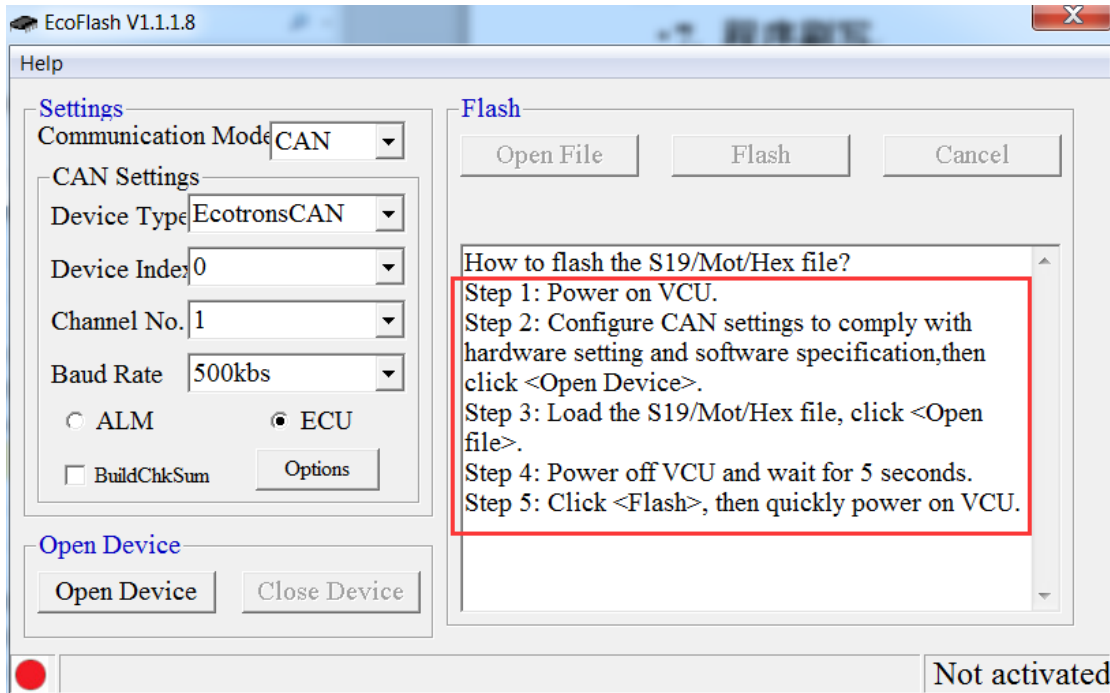 EcoFlash V1.1.1.8
Help
Settings
Communication Mode CAN
CAN Settings
Device Type EcotronsCAN
Device Index 0
Channel No. 1
Baud Rate 500kbs
ALM ECU
BuildChkSum Options
Open Device
Open Device Close Device
Flash
Open File Flash Cancel
How to flash the S19/Mot/Hex file?
Step 1: Power on VCU.
Step 2: Configure CAN settings to comply with
hardware setting and software specification,then
click <Open Device>.
Step 3: Load the S19/Mot/Hex file, click <Open
file>.
Step 4: Power off VCU and wait for 5 seconds.
Step 5: Click <Flash>, then quickly power on VCU.
Not activated